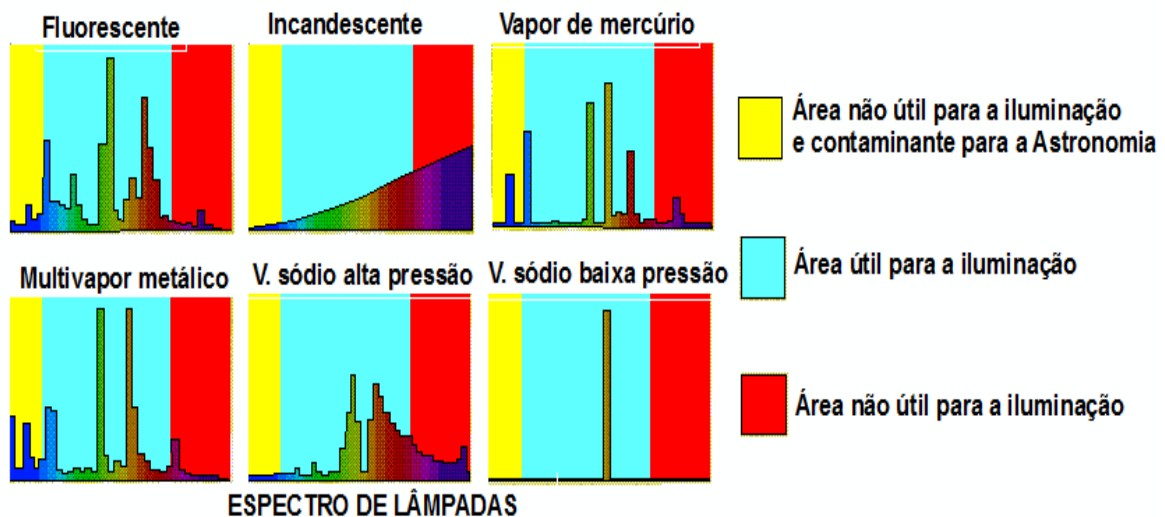 Fluorescente
Incandescente
Vapor de mercúrio
Área não útil para a iluminação
e contaminante para a Astronomia
Área útil para a iluminação
Multivapor metálico
V. sódio alta pressão
V. sódio baixa pressão
Área não útil para a iluminação
ESPECTRO DE LÂMPADAS